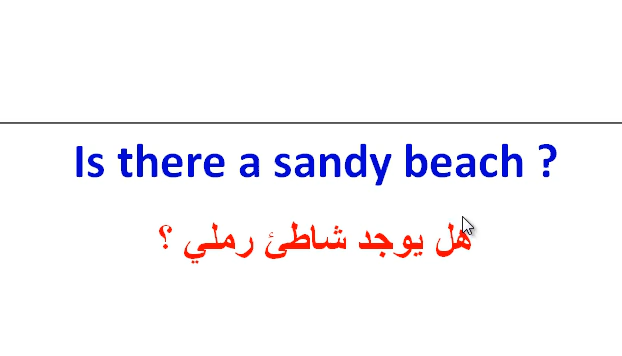 Is there a sandy beach ?
هل يوجد شاطئ رملي ؟